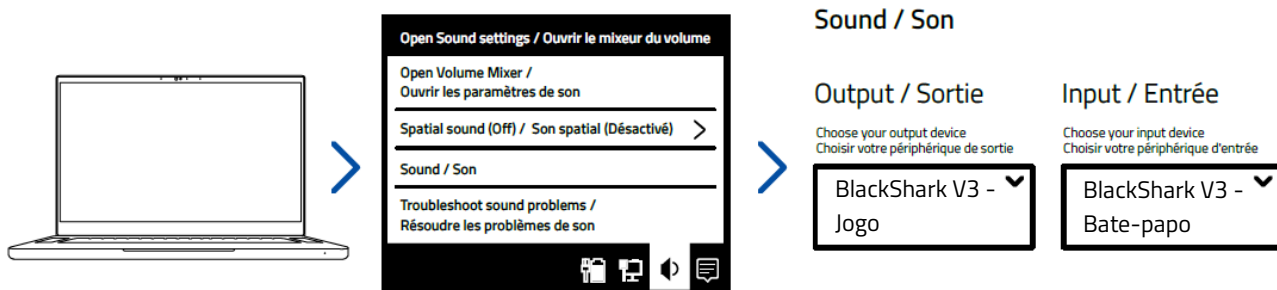 Open Sound settings / Ouvrir le mixeur du volume
Open Volume Mixer /
Ouvrir les paramètres de son
Spatial sound (Off) / Son spatial (Désactivé)
Sound / Son
Troubleshoot sound problems /
Résoudre les problèmes de son
Sound / Son
Output / Sortie
Choose your output device
Choisir votre périphérique de sortie
BlackShark V3 -
Jogo
Input / Entrée
Choose your input device
Choisir votre périphérique d'entrée
BlackShark V3 -
Bate-papo